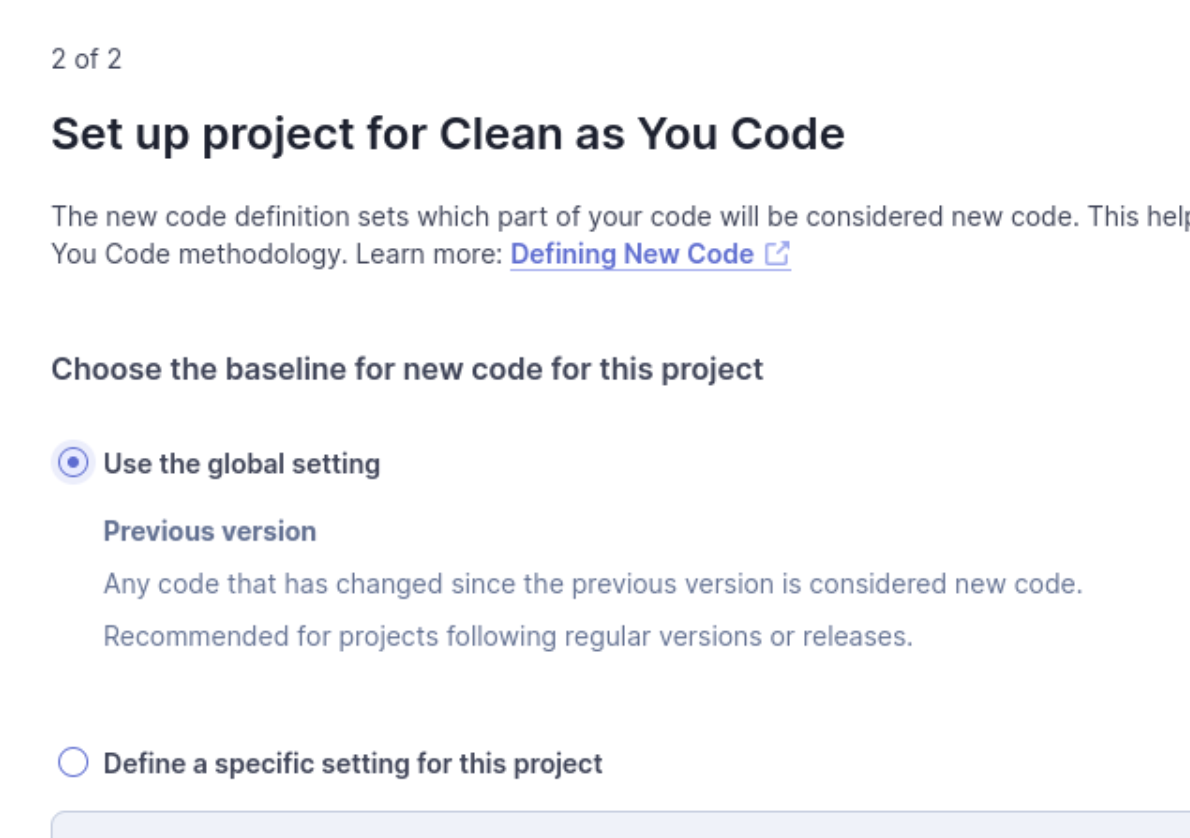 2 of 2
Set up project for Clean as You Code
The new code definition sets which part of your code will be considered new code. This
You Code methodology. Learn more: Defining New Code
Choose the baseline for new code for this project
Use the global setting
Previous version
Any code that has changed since the previous version is considered new code.
Recommended for projects following regular versions or releases.
Define a specific setting for this project